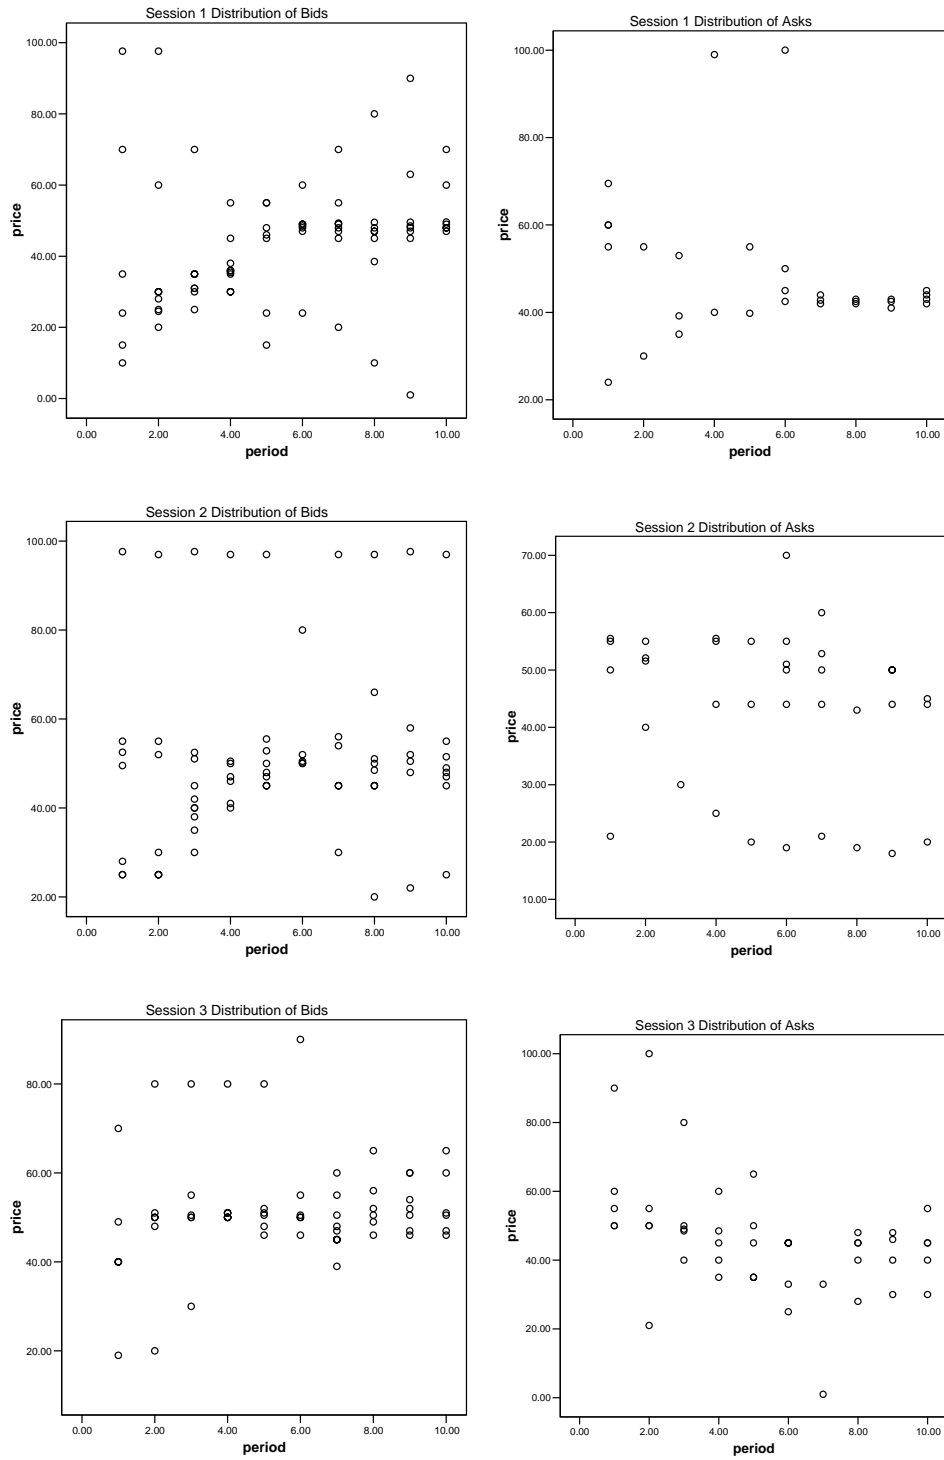 Session 1 Distribution of Bids
100.00
80.00
60.00
40.00
20.00
0.00
price
0.00 2.00 4.00 6.00 8.00 10.00
period
Session 1 Distribution of Asks
100.00
80.00
60.00
40.00
20.00
price
0.00 2.00 4.00 6.00 8.00 10.00
period
Session 2 Distribution of Bids
100.00
80.00
60.00
40.00
20.00
price
0.00 2.00 4.00 6.00 8.00 10.00
period
Session 2 Distribution of Asks
70.00
60.00
50.00
40.00
30.00
20.00
10.00
price
0.00 2.00 4.00 6.00 8.00 10.00
period
Session 3 Distribution of Bids
80.00
60.00
40.00
20.00
price
0.00 2.00 4.00 6.00 8.00 10.00
period
Session 3 Distribution of Asks
100.00
80.00
60.00
40.00
20.00
0.00
price
0.00 2.00 4.00 6.00 8.00 10.00
period